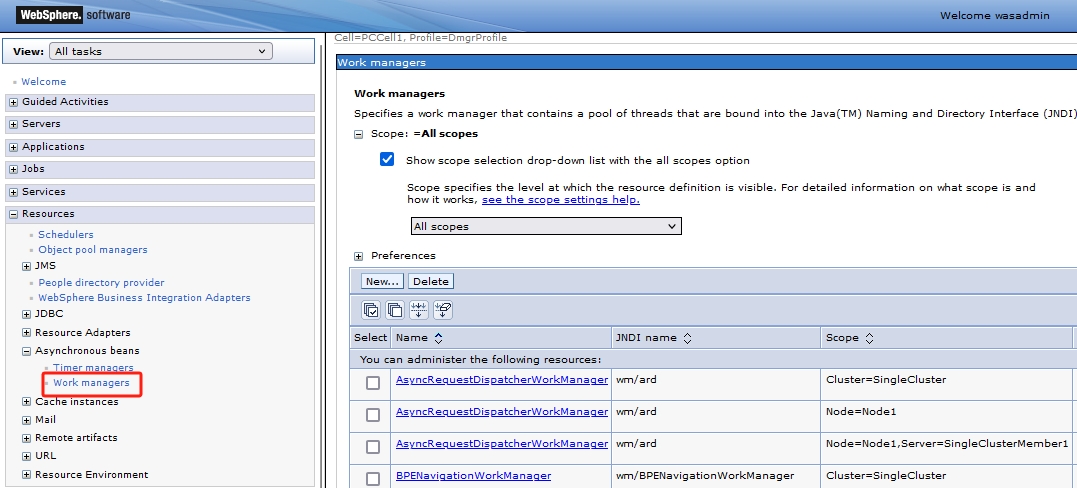 WebSphere. software
Welcome wasadmin
View: All tasks
Welcome
Guided Activities
Servers
Applications
Jobs
Services
Resources
Schedulers
Object pool managers
JMS
People directory provider
WebSphere Business Integration Adapters
JDBC
Resource Adapters
Asynchronous beans
Timer managers
Work managers
Cache instances
Mail
Remote artifacts
URL
Resource Environment
Cell=PCCell1, Profile=DmgrProfile
Work managers
Work managers
Specifies a work manager that contains a pool of threads that are bound into the Java(TM) Naming and Directory Interface (JNDI)
Scope: =All scopes
Show scope selection drop-down list with the all scopes option
Scope specifies the level at which the resource definition is visible. For detailed information on what scope is and
how it works, see the scope settings help.
All scopes
Preferences
New... Delete
Select Name JNDI name Scope
You can administer the following resources:
AsyncRequestDispatcherWorkManager wm/ard Cluster=SingleCluster
AsyncRequestDispatcherWorkManager wm/ard Node=Node1
AsyncRequestDispatcherWorkManager wm/ard Node=Node1,Server=SingleClusterMember1
BPENavigationWorkManager wm/BPENavigationWorkManager Cluster=SingleCluster